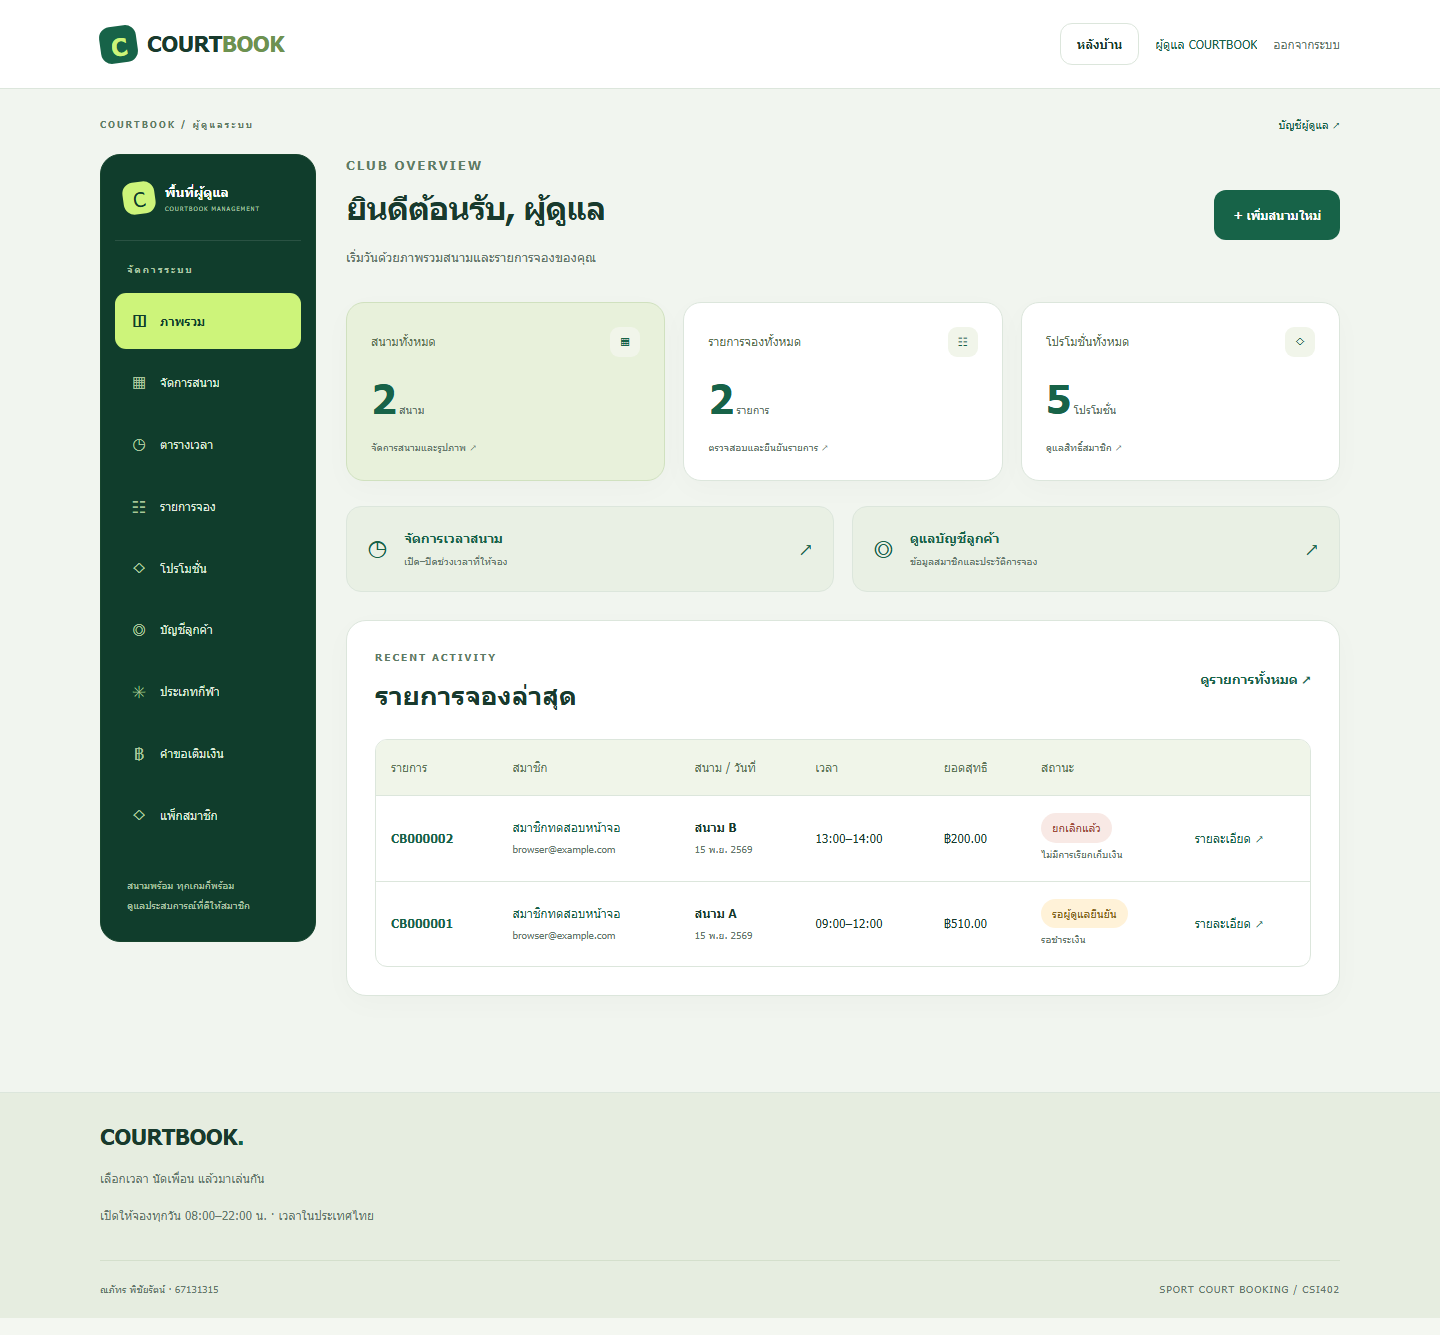 C COURTBOOK
หลังบ้าน ผู้ดูแล COURTBOOK ออกจากระบบ
COURTBOOK / ผู้ดูแลระบบ
บัญชีผู้ดูแล ↗
C พื้นที่ผู้ดูแล
COURTBOOK MANAGEMENT
จัดการระบบ
ภาพรวม
จัดการสนาม
ตารางเวลา
รายการจอง
โปรโมชั่น
บัญชีลูกค้า
ประเภทกีฬา
฿ คำขอเติมเงิน
แพ็กสมาชิก
สนามพร้อม ทุกเกมก็พร้อม
ดูแลประสบการณ์ที่ดีให้สมาชิก
CLUB OVERVIEW
ยินดีต้อนรับ, ผู้ดูแล
เริ่มวันด้วยภาพรวมสนามและรายการจองของคุณ
+ เพิ่มสนามใหม่
สนามทั้งหมด
2 สนาม
จัดการสนามและรูปภาพ ↗
รายการจองทั้งหมด
2 รายการ
ตรวจสอบและยืนยันรายการ ↗
โปรโมชั่นทั้งหมด
5 โปรโมชั่น
ดูแลสิทธิ์สมาชิก ↗
จัดการเวลาสนาม
เปิด–ปิดช่วงเวลาที่ให้จอง
↗
ดูแลบัญชีลูกค้า
ข้อมูลสมาชิกและประวัติการจอง
↗
RECENT ACTIVITY
รายการจองล่าสุด
ดูรายการทั้งหมด ↗
รายการ สมาชิก สนาม / วันที่ เวลา ยอดสุทธิ สถานะ
CB000002 สมาชิกทดสอบหน้าจอ สนาม B 13:00–14:00 ฿200.00 ยกเลิกแล้ว รายละเอียด ↗
browser@example.com 15 พ.ย. 2569 ไม่มีการเรียกเก็บเงิน
CB000001 สมาชิกทดสอบหน้าจอ สนาม A 09:00–12:00 ฿510.00 รอผู้ดูแลยืนยัน รายละเอียด ↗
browser@example.com 15 พ.ย. 2569 รอชำระเงิน
COURTBOOK.
เลือกเวลา นัดเพื่อน แล้วมาเล่นกัน
เปิดให้จองทุกวัน 08:00–22:00 น. · เวลาในประเทศไทย
ณภัทร พิชัยรัตน์ · 67131315
SPORT COURT BOOKING / CSI402